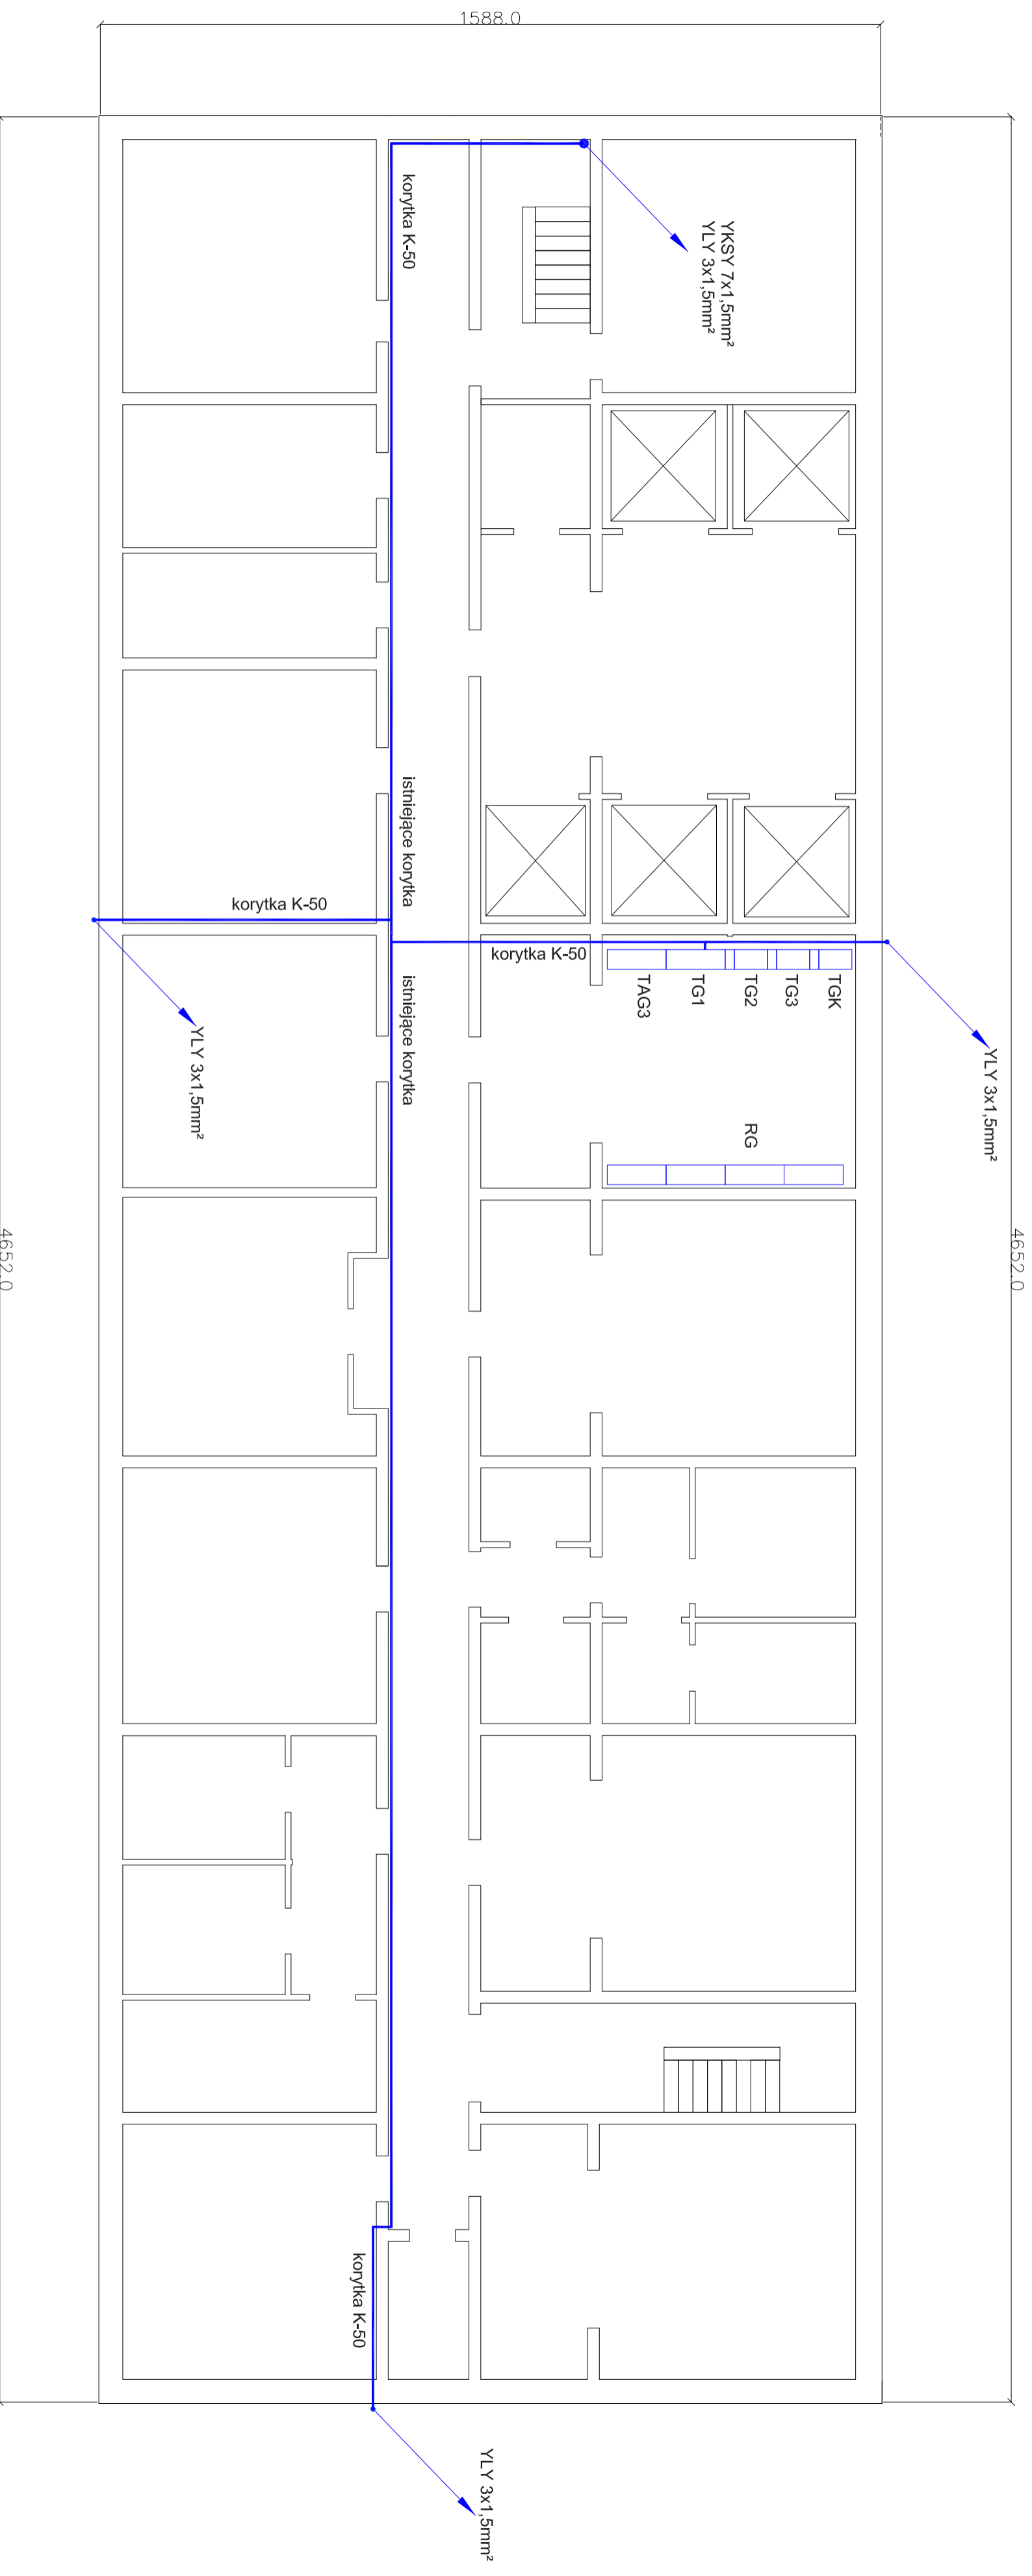 1588.0
korytka K-50
YKSY 7x1,5mm²
YLY 3x1,5mm²
istniejące korytka
korytka K-50
korytka K-50
TAG3
TG1
TG2
TG3
TGK
istniejące korytka
YLY 3x1,5mm²
YLY 3x1,5mm²
RG
4652.0
4652.0
korytka K-50
YLY 3x1,5mm²